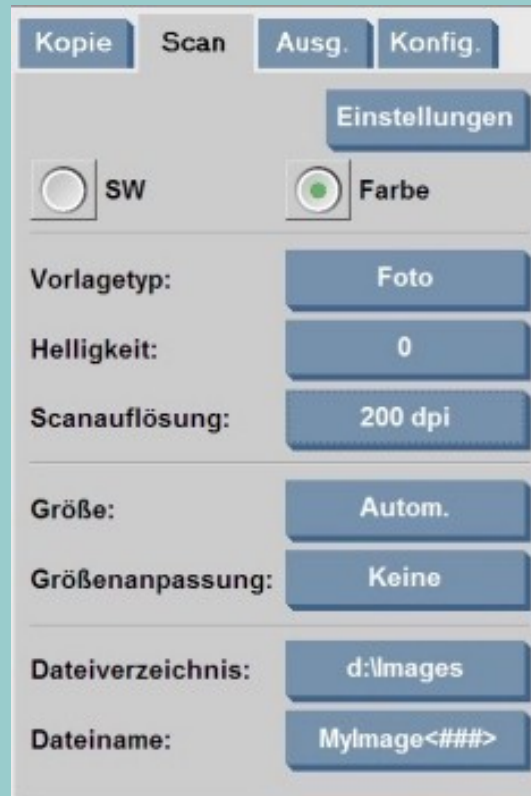 Kopie Scan Ausg. Konfig.
Einstellungen
SW Farbe
Vorlagetyp: Foto
Helligkeit: 0
Scanauflösung: 200 dpi
Größe: Autom.
Größenanpassung: Keine
Dateiverzeichnis: d:\Images
Dateiname: MyImage<###>